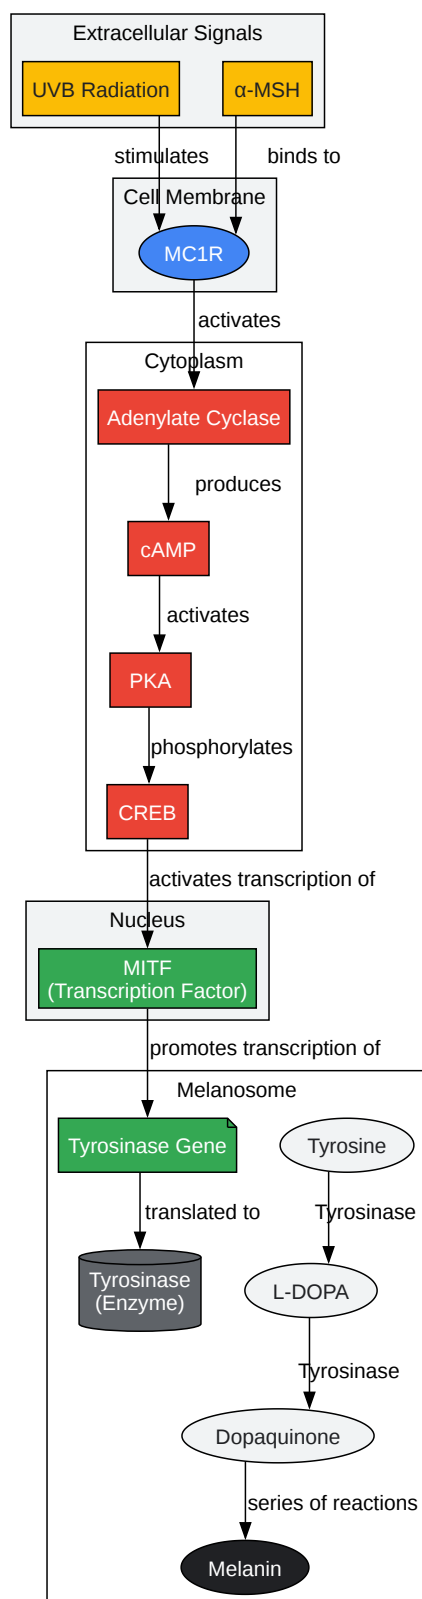 Extracellular Signals
UVB Radiation
α-MSH
stimulates
binds to
Cell Membrane
MC1R
activates
Cytoplasm
Adenylate Cyclase
produces
cAMP
activates
PKA
phosphorylates
CREB
activates transcription of
Nucleus
MITF
(Transcription Factor)
promotes transcription of
Melanosome
Tyrosinase Gene
Tyrosine
translated to
Tyrosinase
Tyrosinase
(Enzyme)
L-DOPA
Tyrosinase
Dopaquinone
series of reactions
Melanin